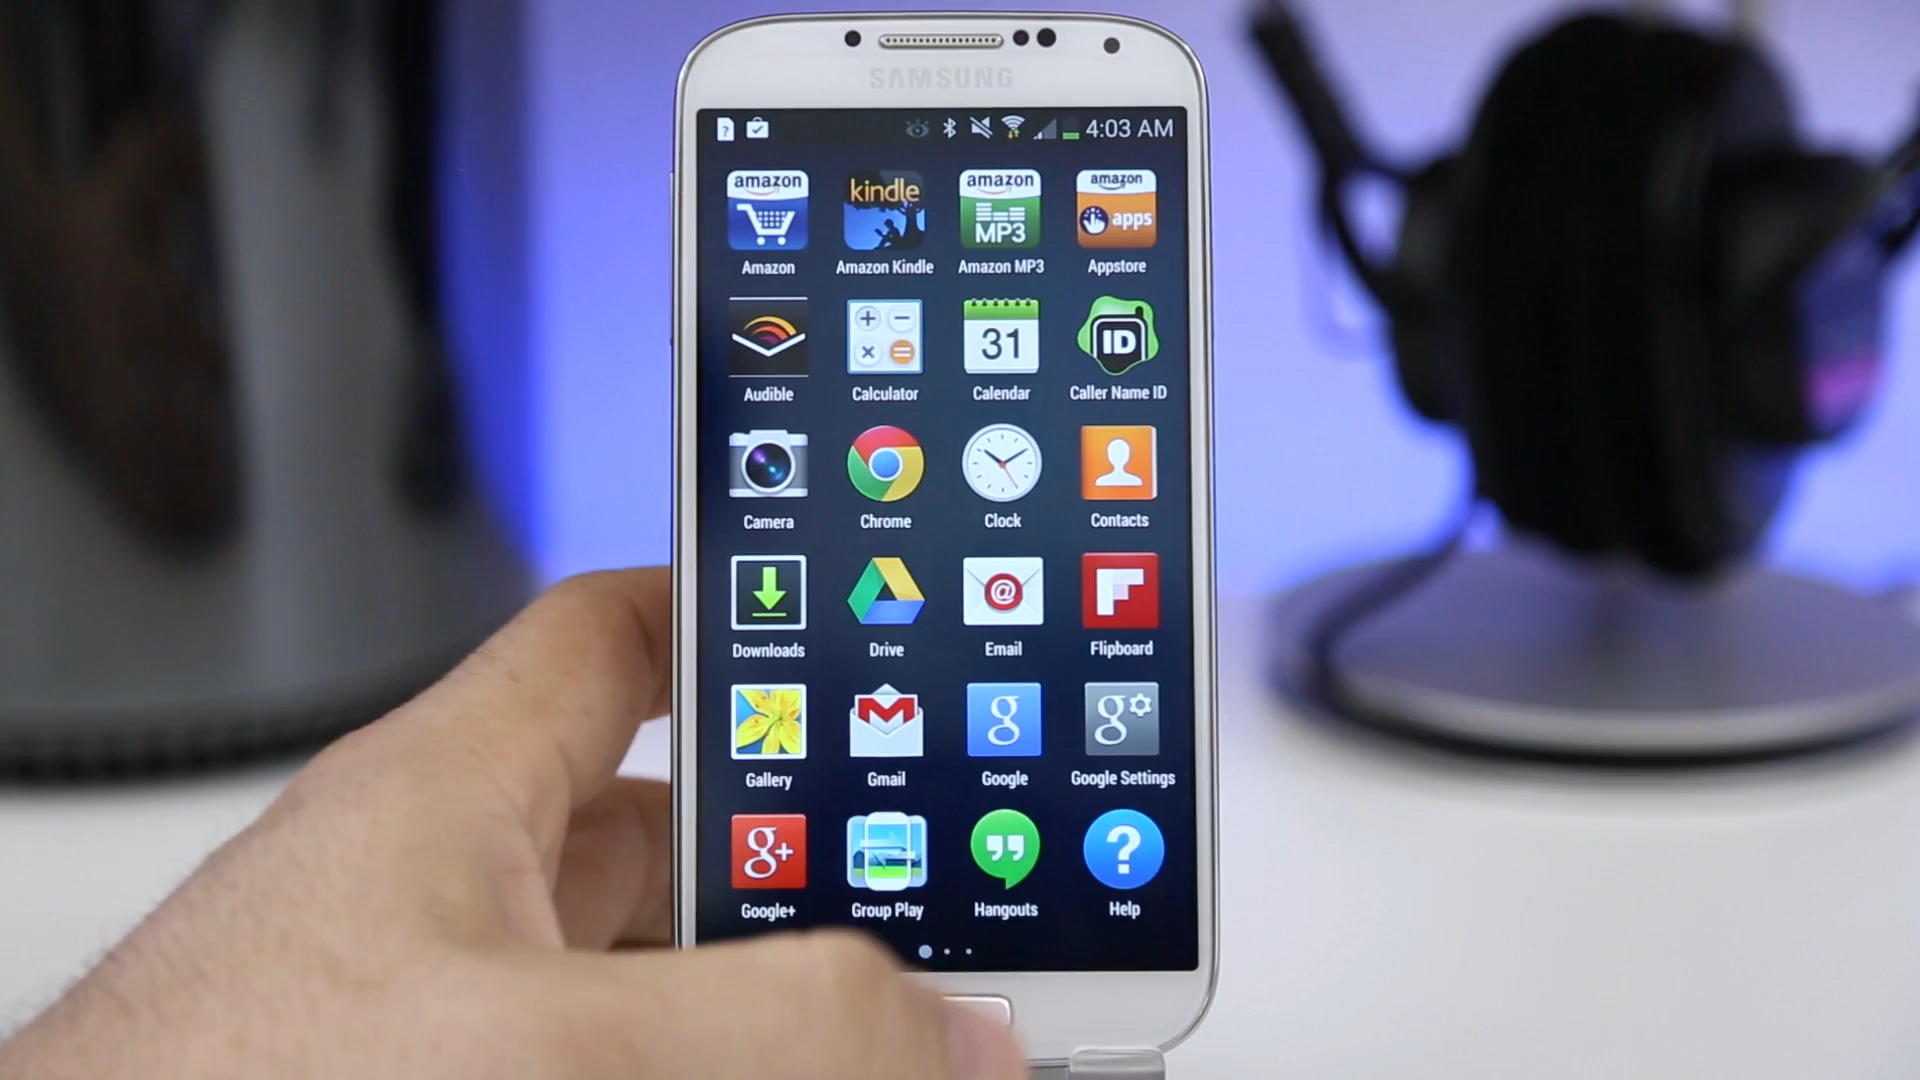 SAMSUNG
? 4:03 AM
amazon kindle amazon MP3 amazon apps
Amazon Amazon Kindle Amazon MP3 Appstore
+ − × = 31 ID
Audible Calculator Calendar Caller Name ID
Camera Chrome Clock Contacts
@ F
Downloads Drive Email Flipboard
M g g
Gallery Gmail Google Google Settings
g+ ?
Google+ Group Play Hangouts Help